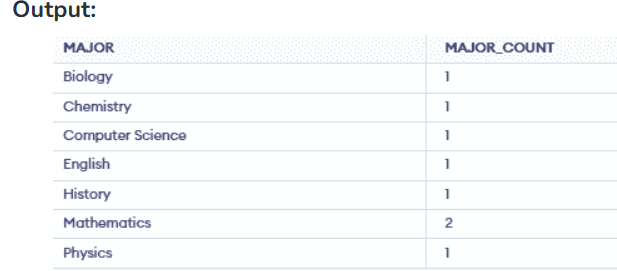 Output:
MAJOR MAJOR_COUNT
Biology 1
Chemistry 1
Computer Science 1
English 1
History 1
Mathematics 2
Physics 1